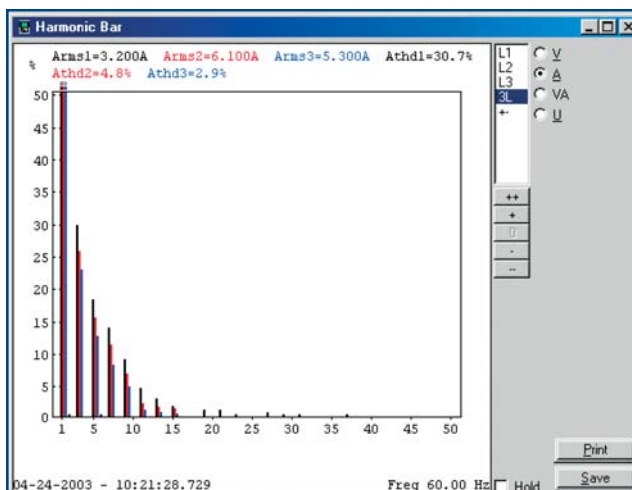 Harmonic Bar
Arms1=3.200A Arms2=6.100A Arms3=5.300A Athd1=30.7%
% Athd2=4.8% Athd3=2.9%
50
45
40
35
30
25
20
15
10
5
0
1 5 10 15 20 25 30 35 40 45 50
04-24-2003 - 10:21:28.729 Freq 60.00 Hz
L1
L2
L3
3L
+-
V
A
VA
U
++
+
0
-
--
Print
Hold Save